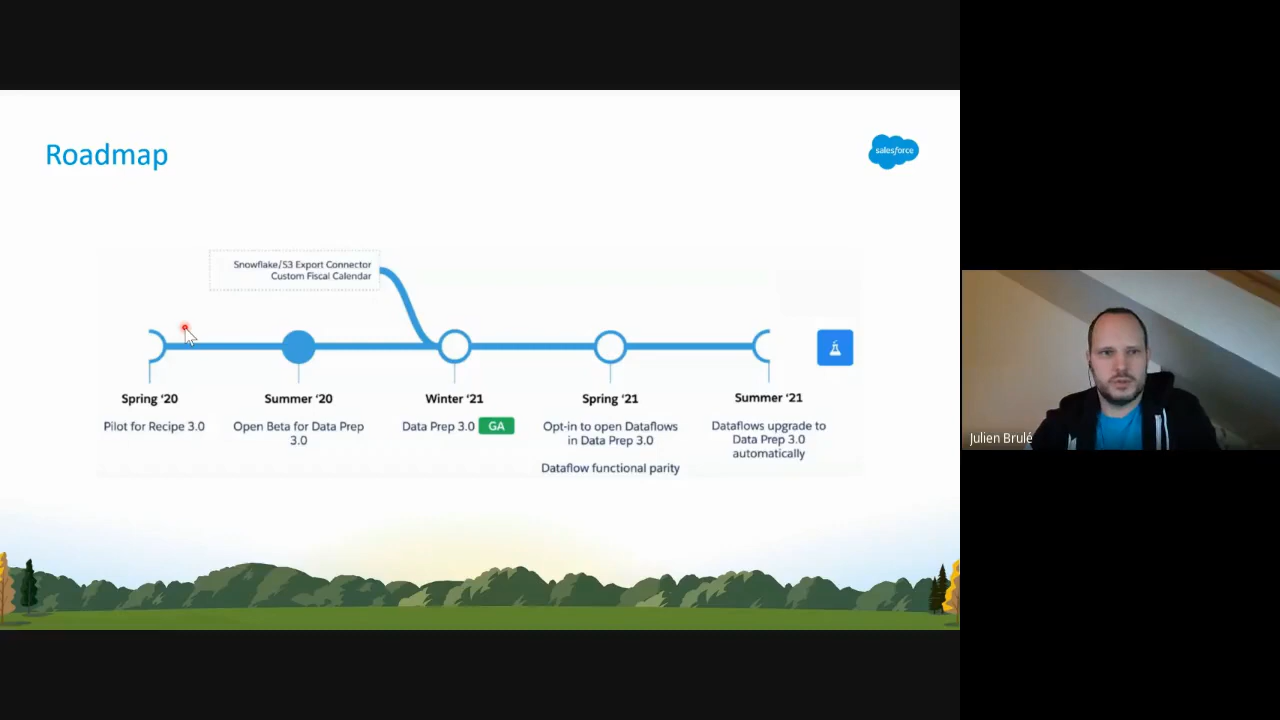 Roadmap
salesforce
Snowflake/S3 Export Connector
Custom Fiscal Calendar
Spring ‘20
Pilot for Recipe 3.0
Summer ‘20
Open Beta for Data Prep
3.0
Winter ‘21
Data Prep 3.0 GA
Spring ‘21
Opt-in to open Dataflows
in Data Prep 3.0
Dataflow functional parity
Summer ‘21
Dataflows upgrade to
Data Prep 3.0
automatically
Julien Brulé